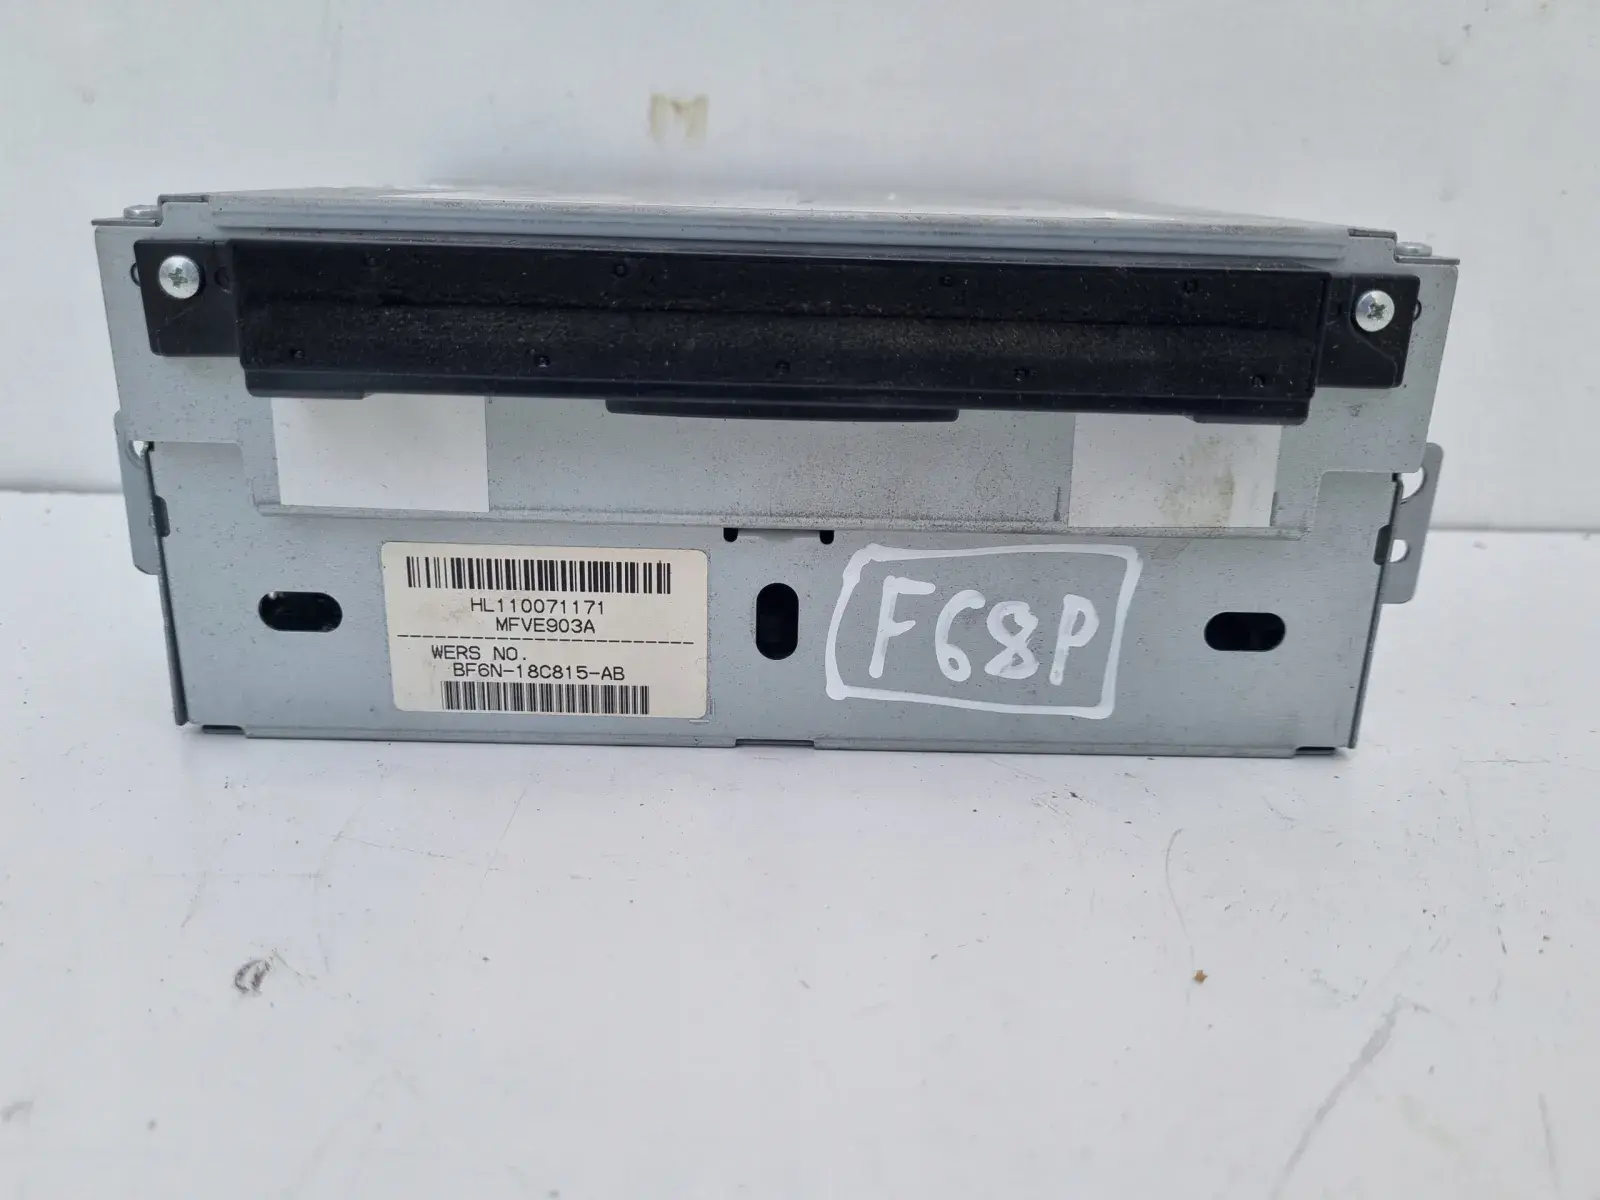 HL110071171
MFVE903A
WERS NO.
BF6N-18C815-AB
F68P